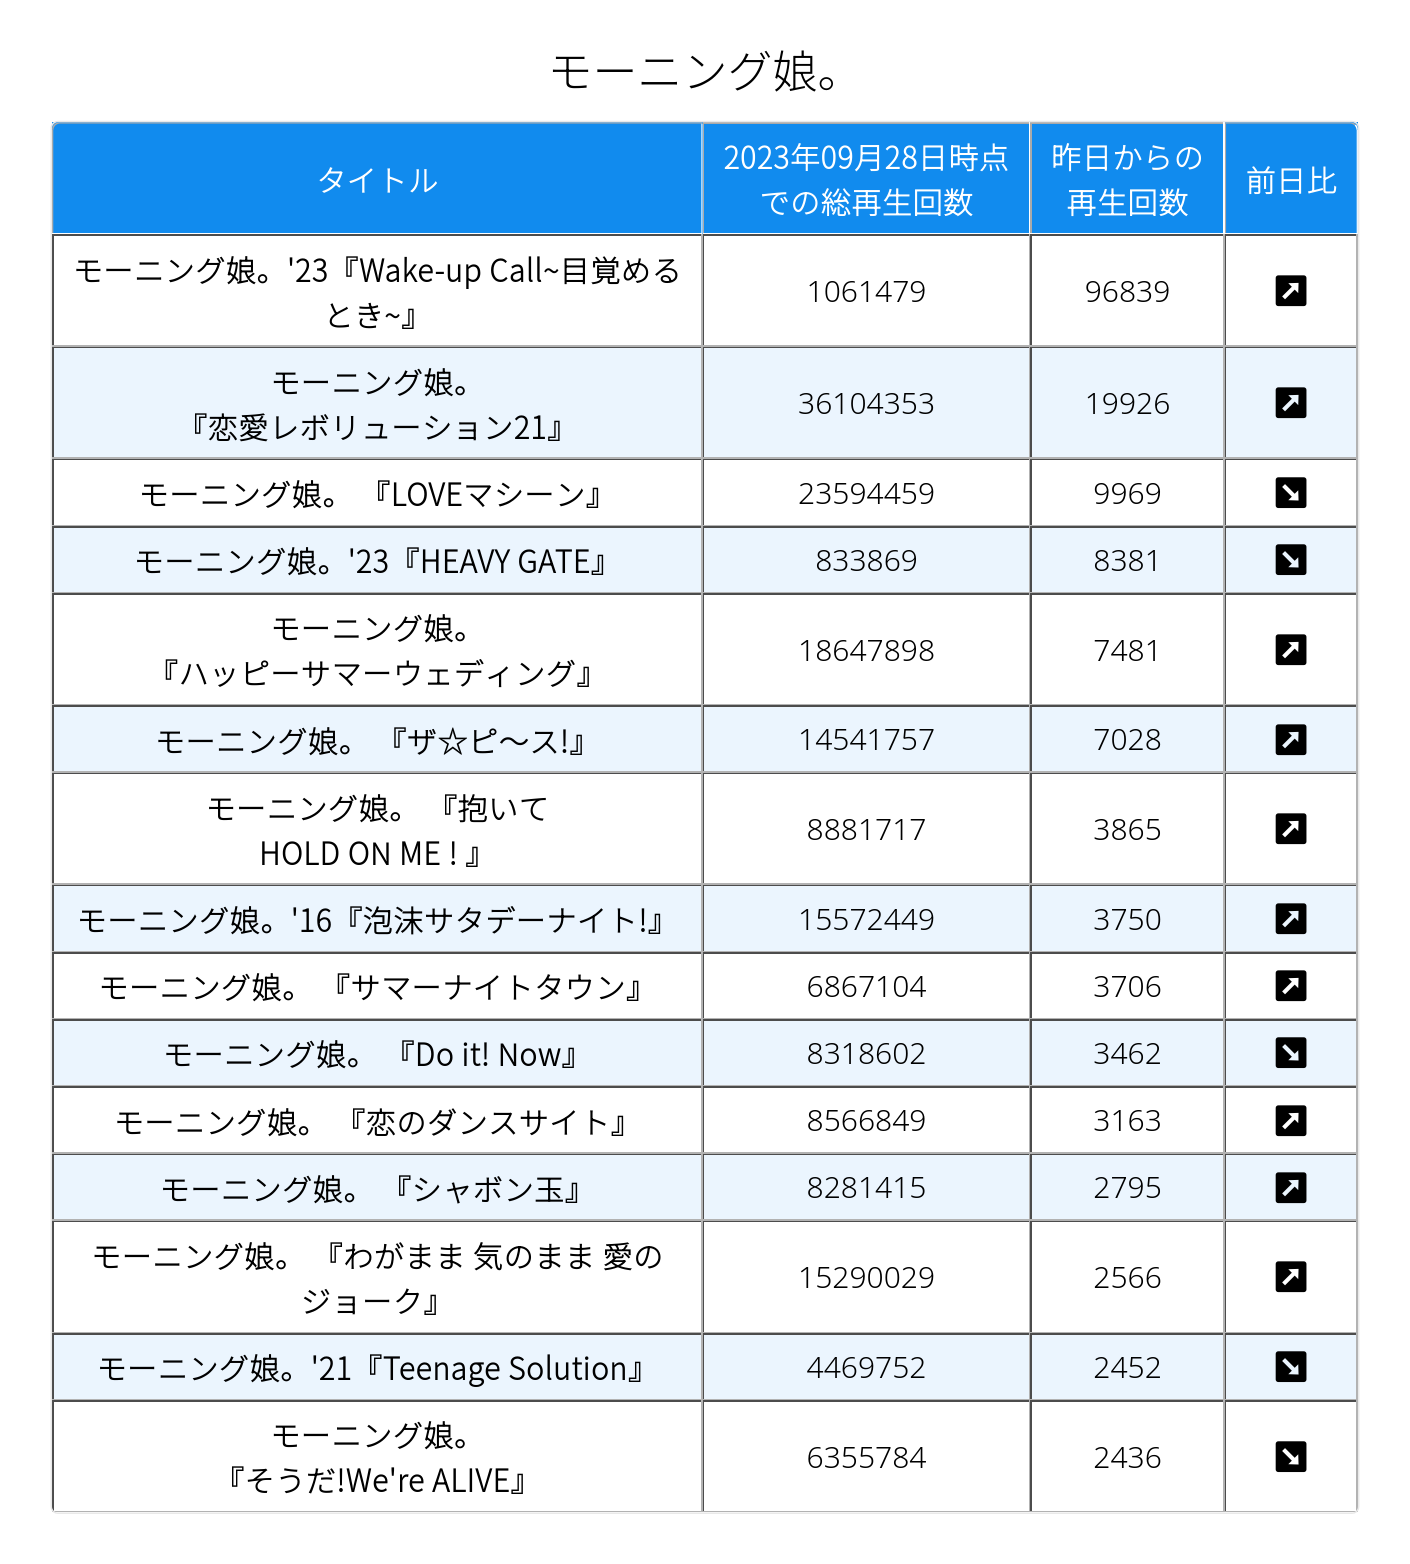 モーニング娘。
タイトル
2023年09月28日時点
での総再生回数
昨日からの
再生回数
前日比
モーニング娘。'23『Wake-up Call~目覚める
とき~』
1061479
96839
モーニング娘。
『恋愛レボリューション21』
36104353
19926
モーニング娘。 『LOVEマシーン』
23594459
9969
モーニング娘。'23『HEAVY GATE』
833869
8381
モーニング娘。
『ハッピーサマーウェディング』
18647898
7481
モーニング娘。 『ザ☆ピ〜ス!』
14541757
7028
モーニング娘。 『抱いて
HOLD ON ME ! 』
8881717
3865
モーニング娘。'16『泡沫サタデーナイト!』
15572449
3750
モーニング娘。 『サマーナイトタウン』
6867104
3706
モーニング娘。 『Do it! Now』
8318602
3462
モーニング娘。 『恋のダンスサイト』
8566849
3163
モーニング娘。 『シャボン玉』
8281415
2795
モーニング娘。 『わがまま 気のまま 愛の
ジョーク』
15290029
2566
モーニング娘。'21『Teenage Solution』
4469752
2452
モーニング娘。
『そうだ!We're ALIVE』
6355784
2436